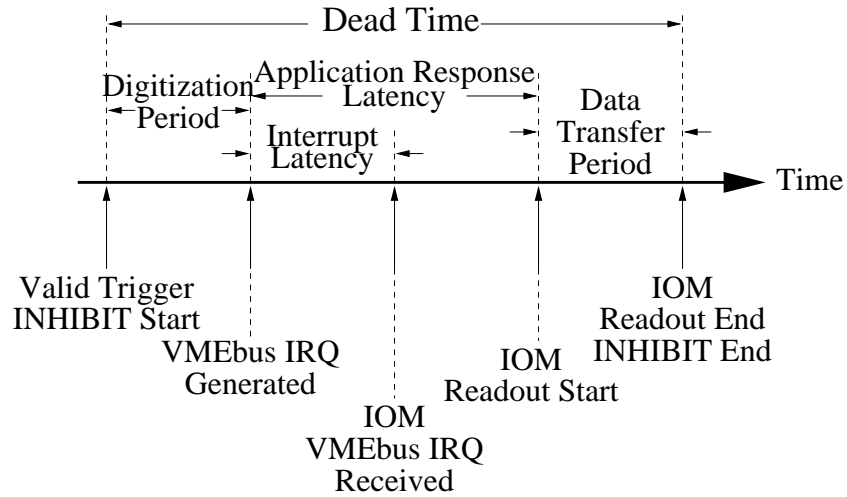 Dead Time
Digitization
Period
Application Response
Latency
Interrupt
Latency
Data
Transfer
Period
Time
Valid Trigger
INHIBIT Start
VMEbus IRQ
Generated
IOM
VMEbus IRQ
Received
IOM
Readout Start
IOM
Readout End
INHIBIT End